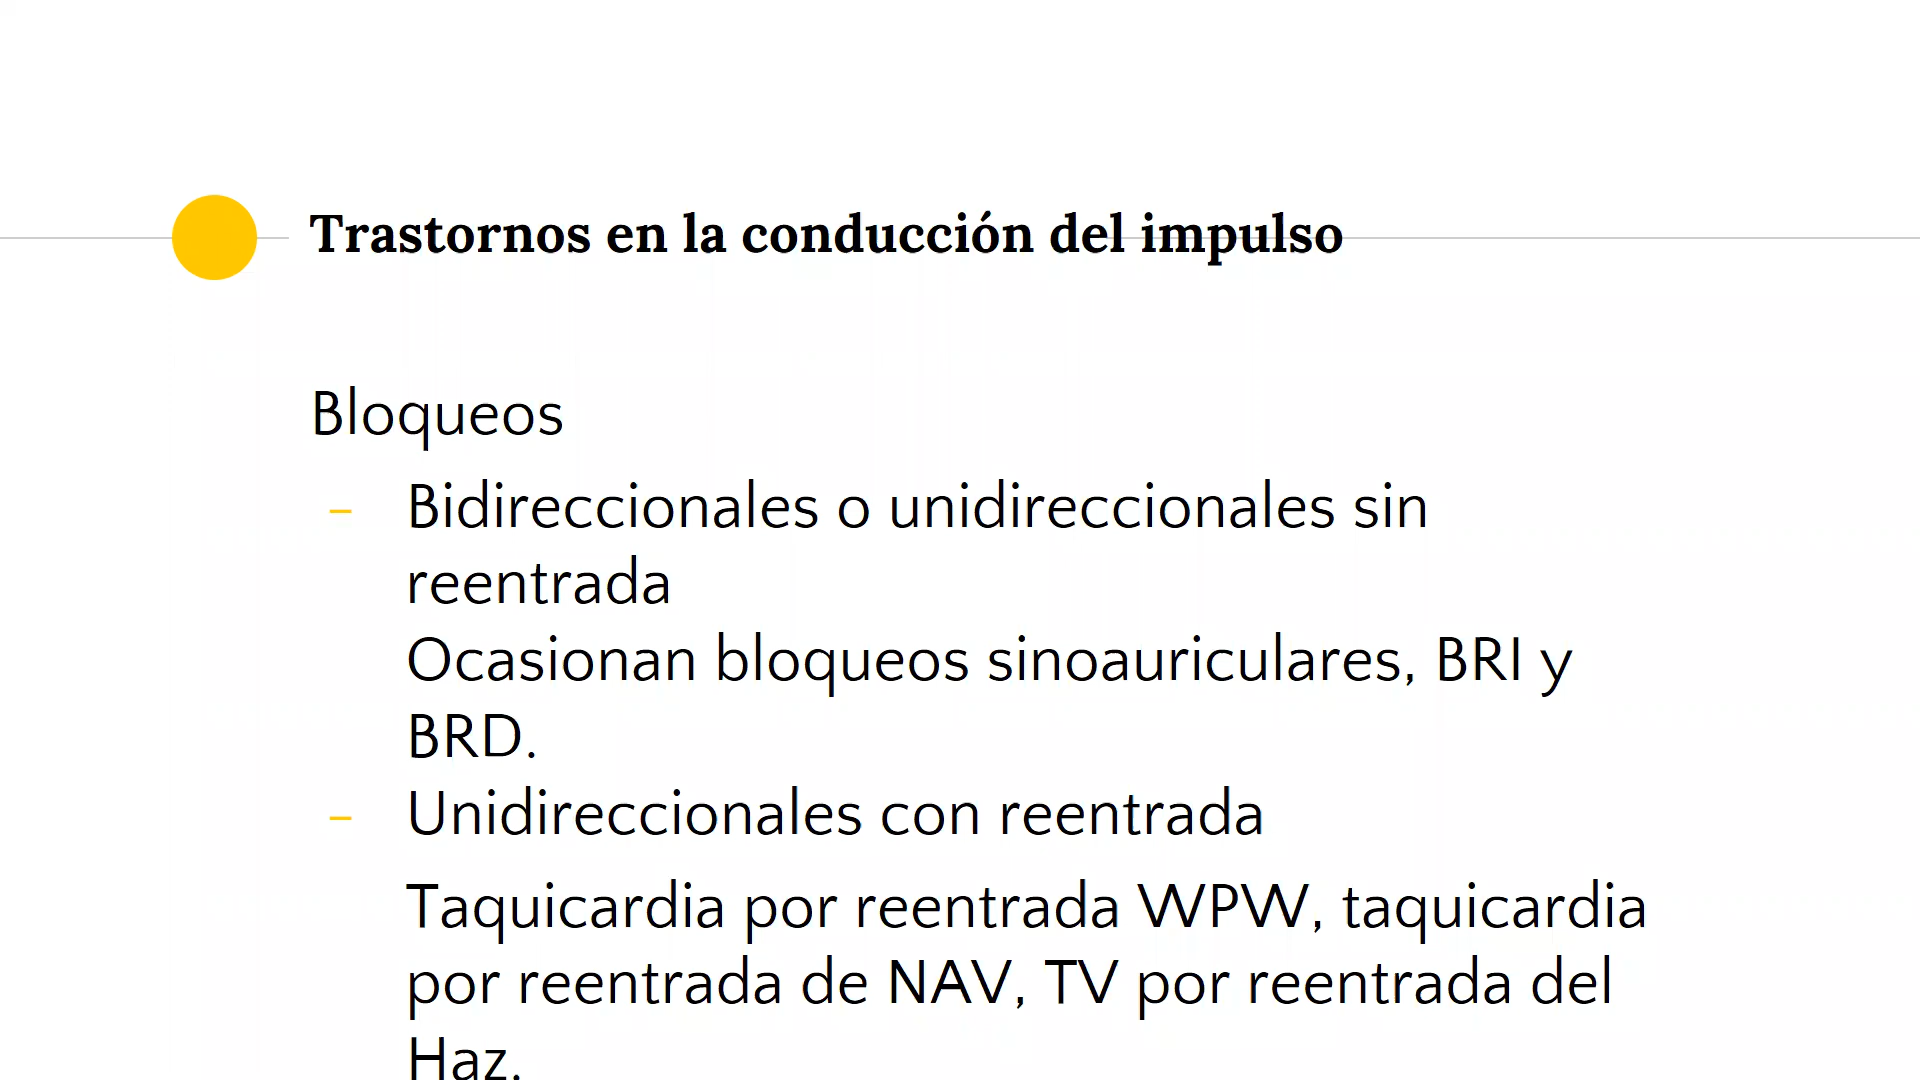 Trastornos en la conducción del impulso
Bloqueos
- Bidireccionales o unidireccionales sin
reentrada
Ocasionan bloqueos sinoauriculares, BRI y
BRD.
- Unidireccionales con reentrada
Taquicardia por reentrada WPW, taquicardia
por reentrada de NAV, TV por reentrada del
Haz.